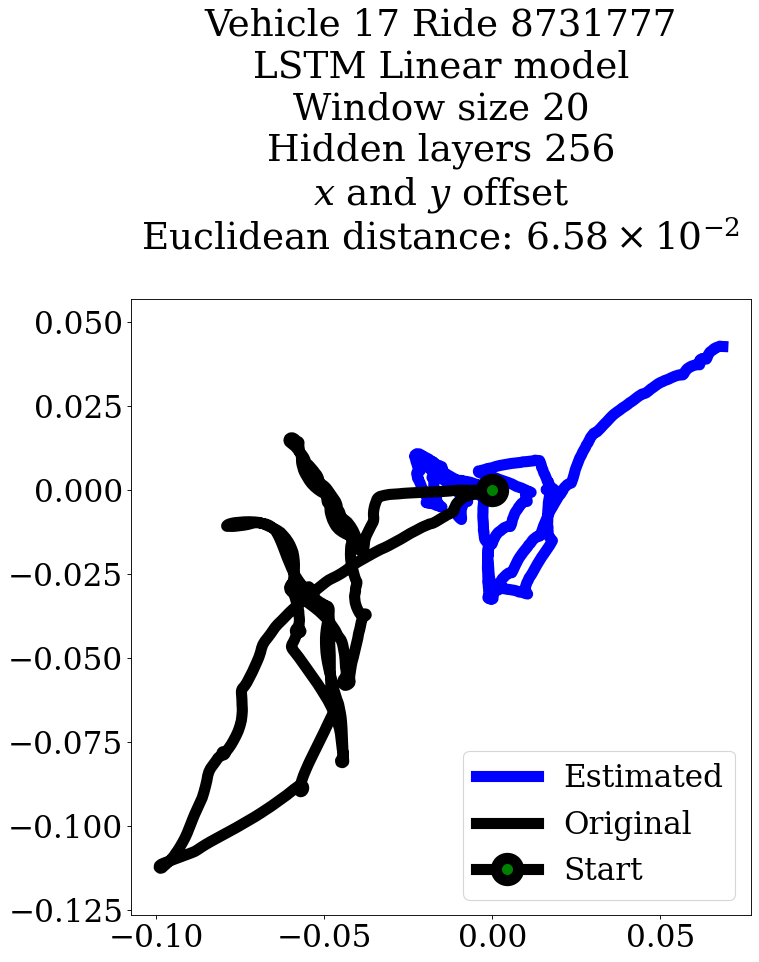 Vehicle 17 Ride 8731777
LSTM Linear model
Window size 20
Hidden layers 256
x and y offset
Euclidean distance: 6.58 × 10⁻²
0.050
0.025
0.000
−0.025
−0.050
−0.075
−0.100
−0.125
−0.10 −0.05 0.00 0.05
Estimated
Original
Start